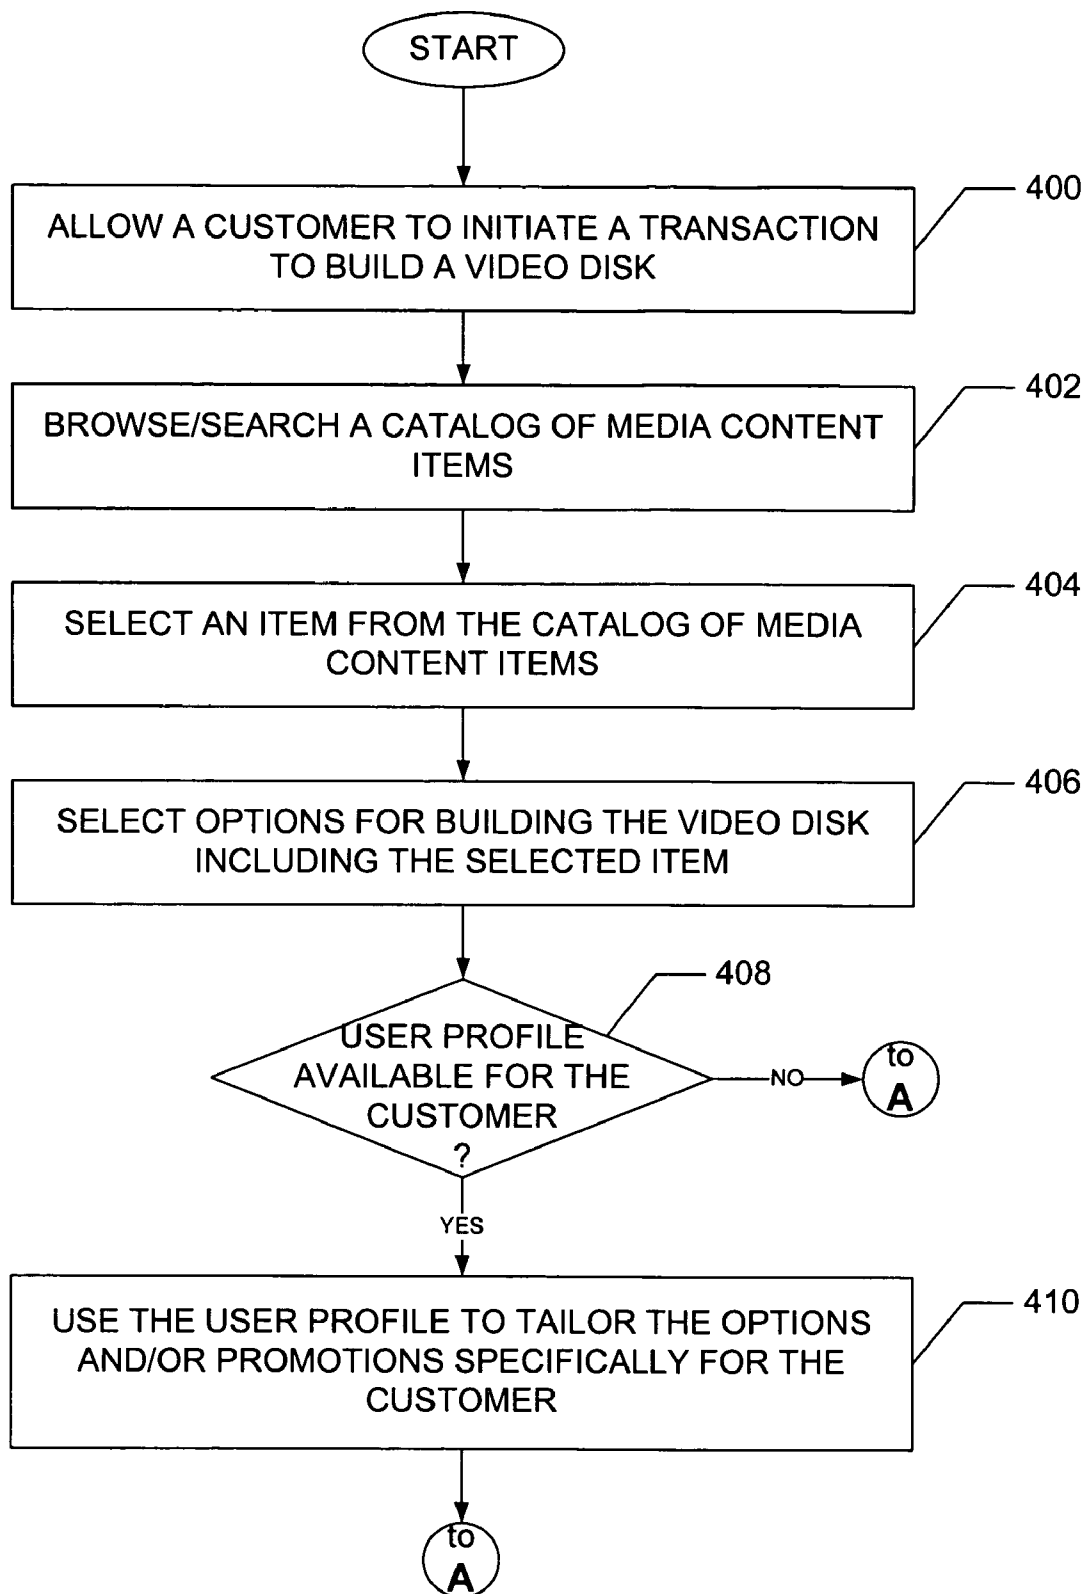 START
400
ALLOW A CUSTOMER TO INITIATE A TRANSACTION
TO BUILD A VIDEO DISK
402
BROWSE/SEARCH A CATALOG OF MEDIA CONTENT
ITEMS
404
SELECT AN ITEM FROM THE CATALOG OF MEDIA
CONTENT ITEMS
406
SELECT OPTIONS FOR BUILDING THE VIDEO DISK
INCLUDING THE SELECTED ITEM
408
USER PROFILE
AVAILABLE FOR THE
CUSTOMER
?
NO
to
A
YES
410
USE THE USER PROFILE TO TAILOR THE OPTIONS
AND/OR PROMOTIONS SPECIFICALLY FOR THE
CUSTOMER
to
A